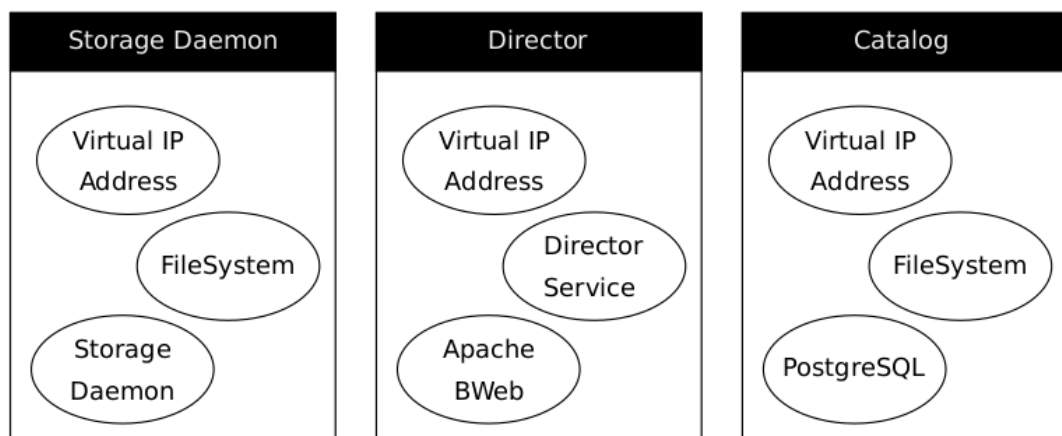 Storage Daemon
Virtual IP
Address
FileSystem
Storage
Daemon
Director
Virtual IP
Address
Director
Service
Apache
BWeb
Catalog
Virtual IP
Address
FileSystem
PostgreSQL